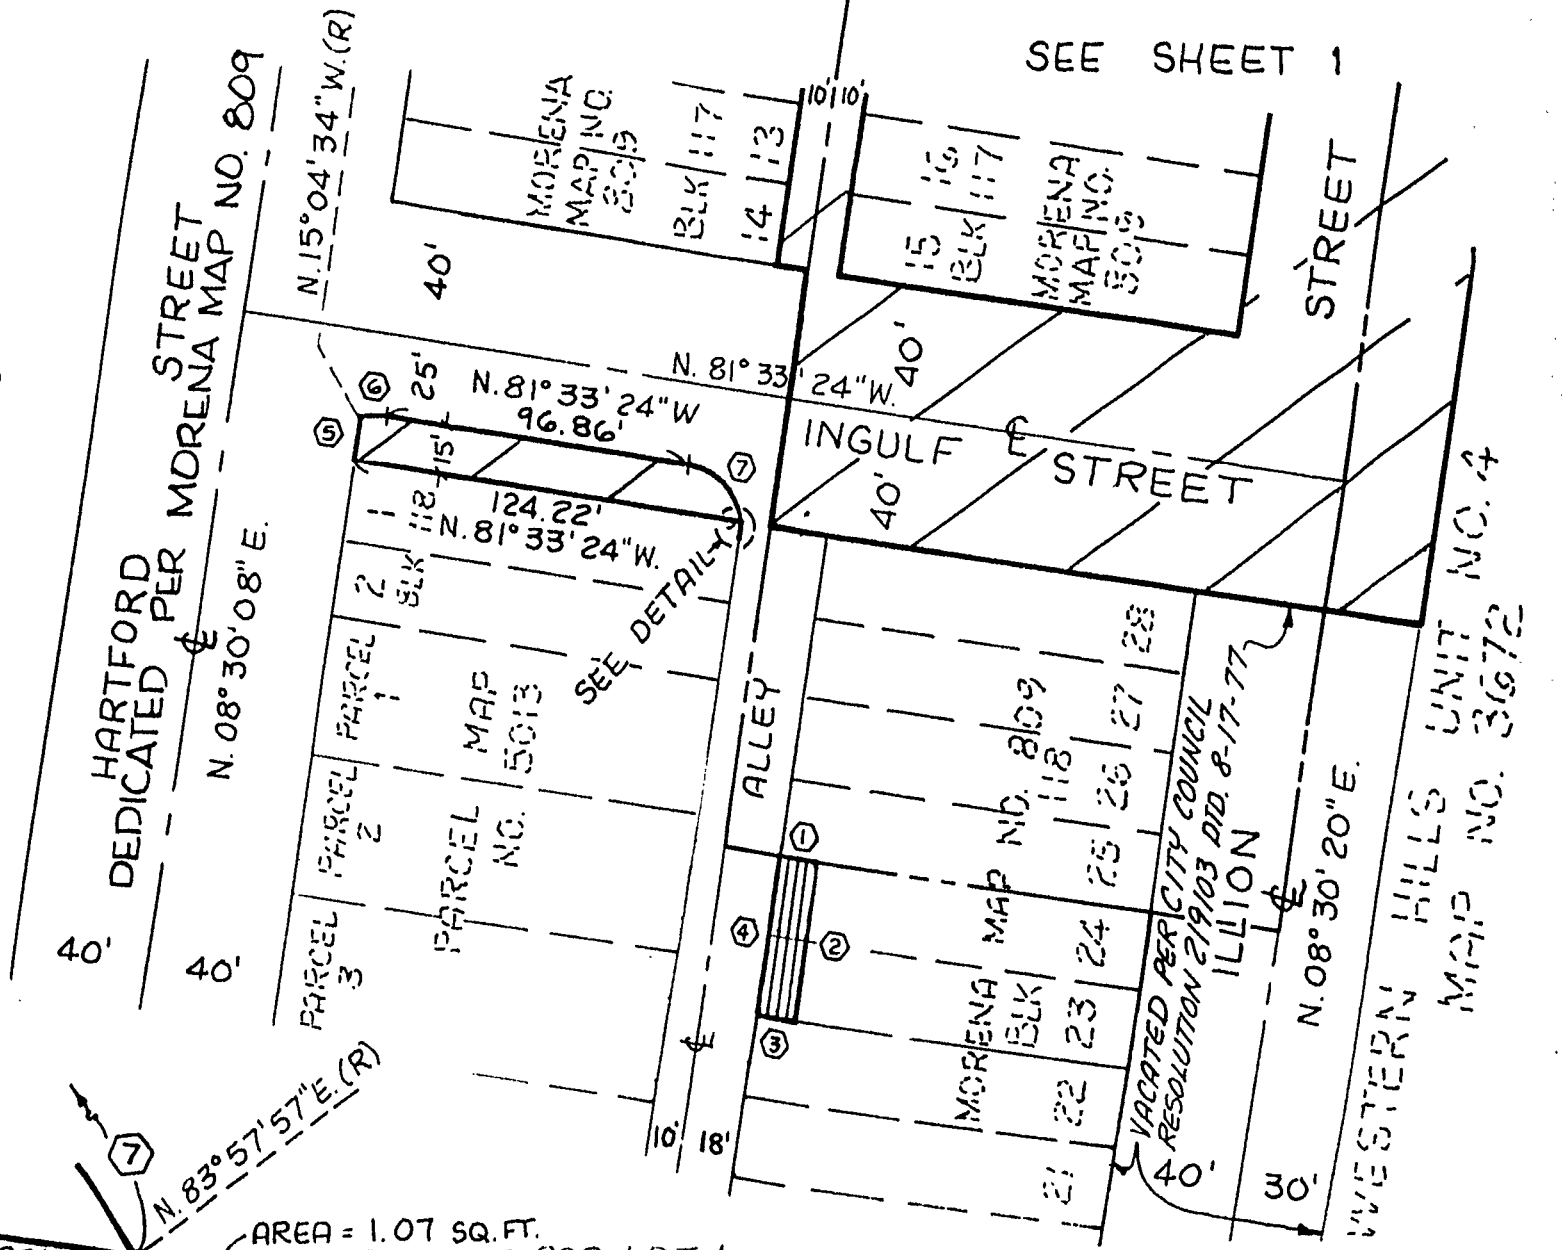 SEE SHEET 1
HARTFORD STREET
DEDICATED PER MORENA MAP NO. 809
N. 08° 30' 08" E.
40'
40'
N. 15° 04' 34" W. (R)
MORENA
MAP NO.
809
BLK 117
13
14
10'
10'
16
15
BLK 117
MORENA
MAP NO.
809
STREET
40'
N. 81° 33' 24" W.
40'
INGULF ℄ STREET
40'
6
25'
N. 81° 33' 24" W
96.86'
5
15'
7
124.22'
N. 81° 33' 24" W.
SEE DETAIL
1
118
2
BLK
PARCEL
1
PARCEL
2
PARCEL
3
PARCEL MAP
NO. 5013
ALLEY
℄
10'
18'
1
2
3
4
28
27
26
25
24
23
22
21
MORENA MAP NO. 809
BLK 118
VACATED PER CITY COUNCIL
RESOLUTION 219103 DTD. 8-17-77
ILLION
℄
N. 08° 30' 20" E.
40'
30'
WESTERN HILLS UNIT NO. 4
MAP NO. 3672
7
N. 83° 57' 57" E. (R)
AREA = 1.07 SQ. FT.